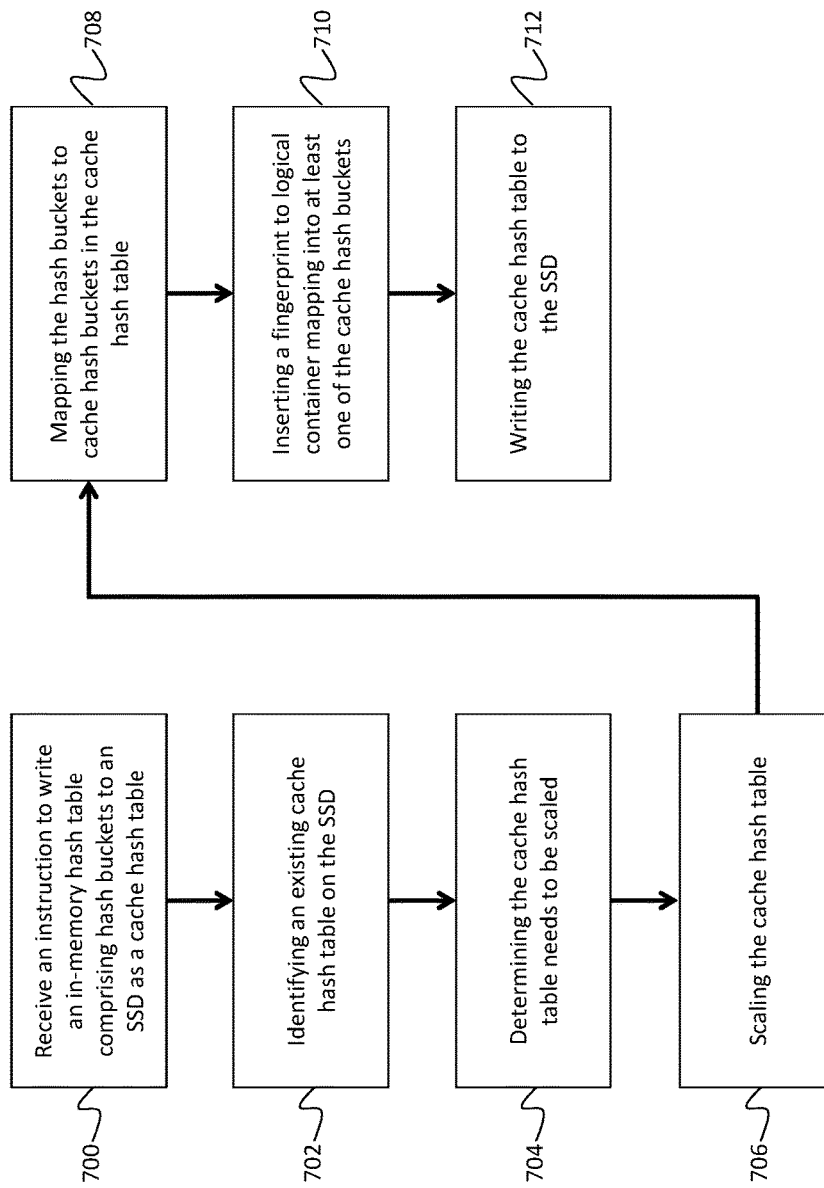 700
Receive an instruction to write
an in-memory hash table
comprising hash buckets to an
SSD as a cache hash table
702
Identifying an existing cache
hash table on the SSD
704
Determining the cache hash
table needs to be scaled
706
Scaling the cache hash table
Mapping the hash buckets to
cache hash buckets in the cache
hash table
708
Inserting a fingerprint to logical
container mapping into at least
one of the cache hash buckets
710
Writing the cache hash table to
the SSD
712